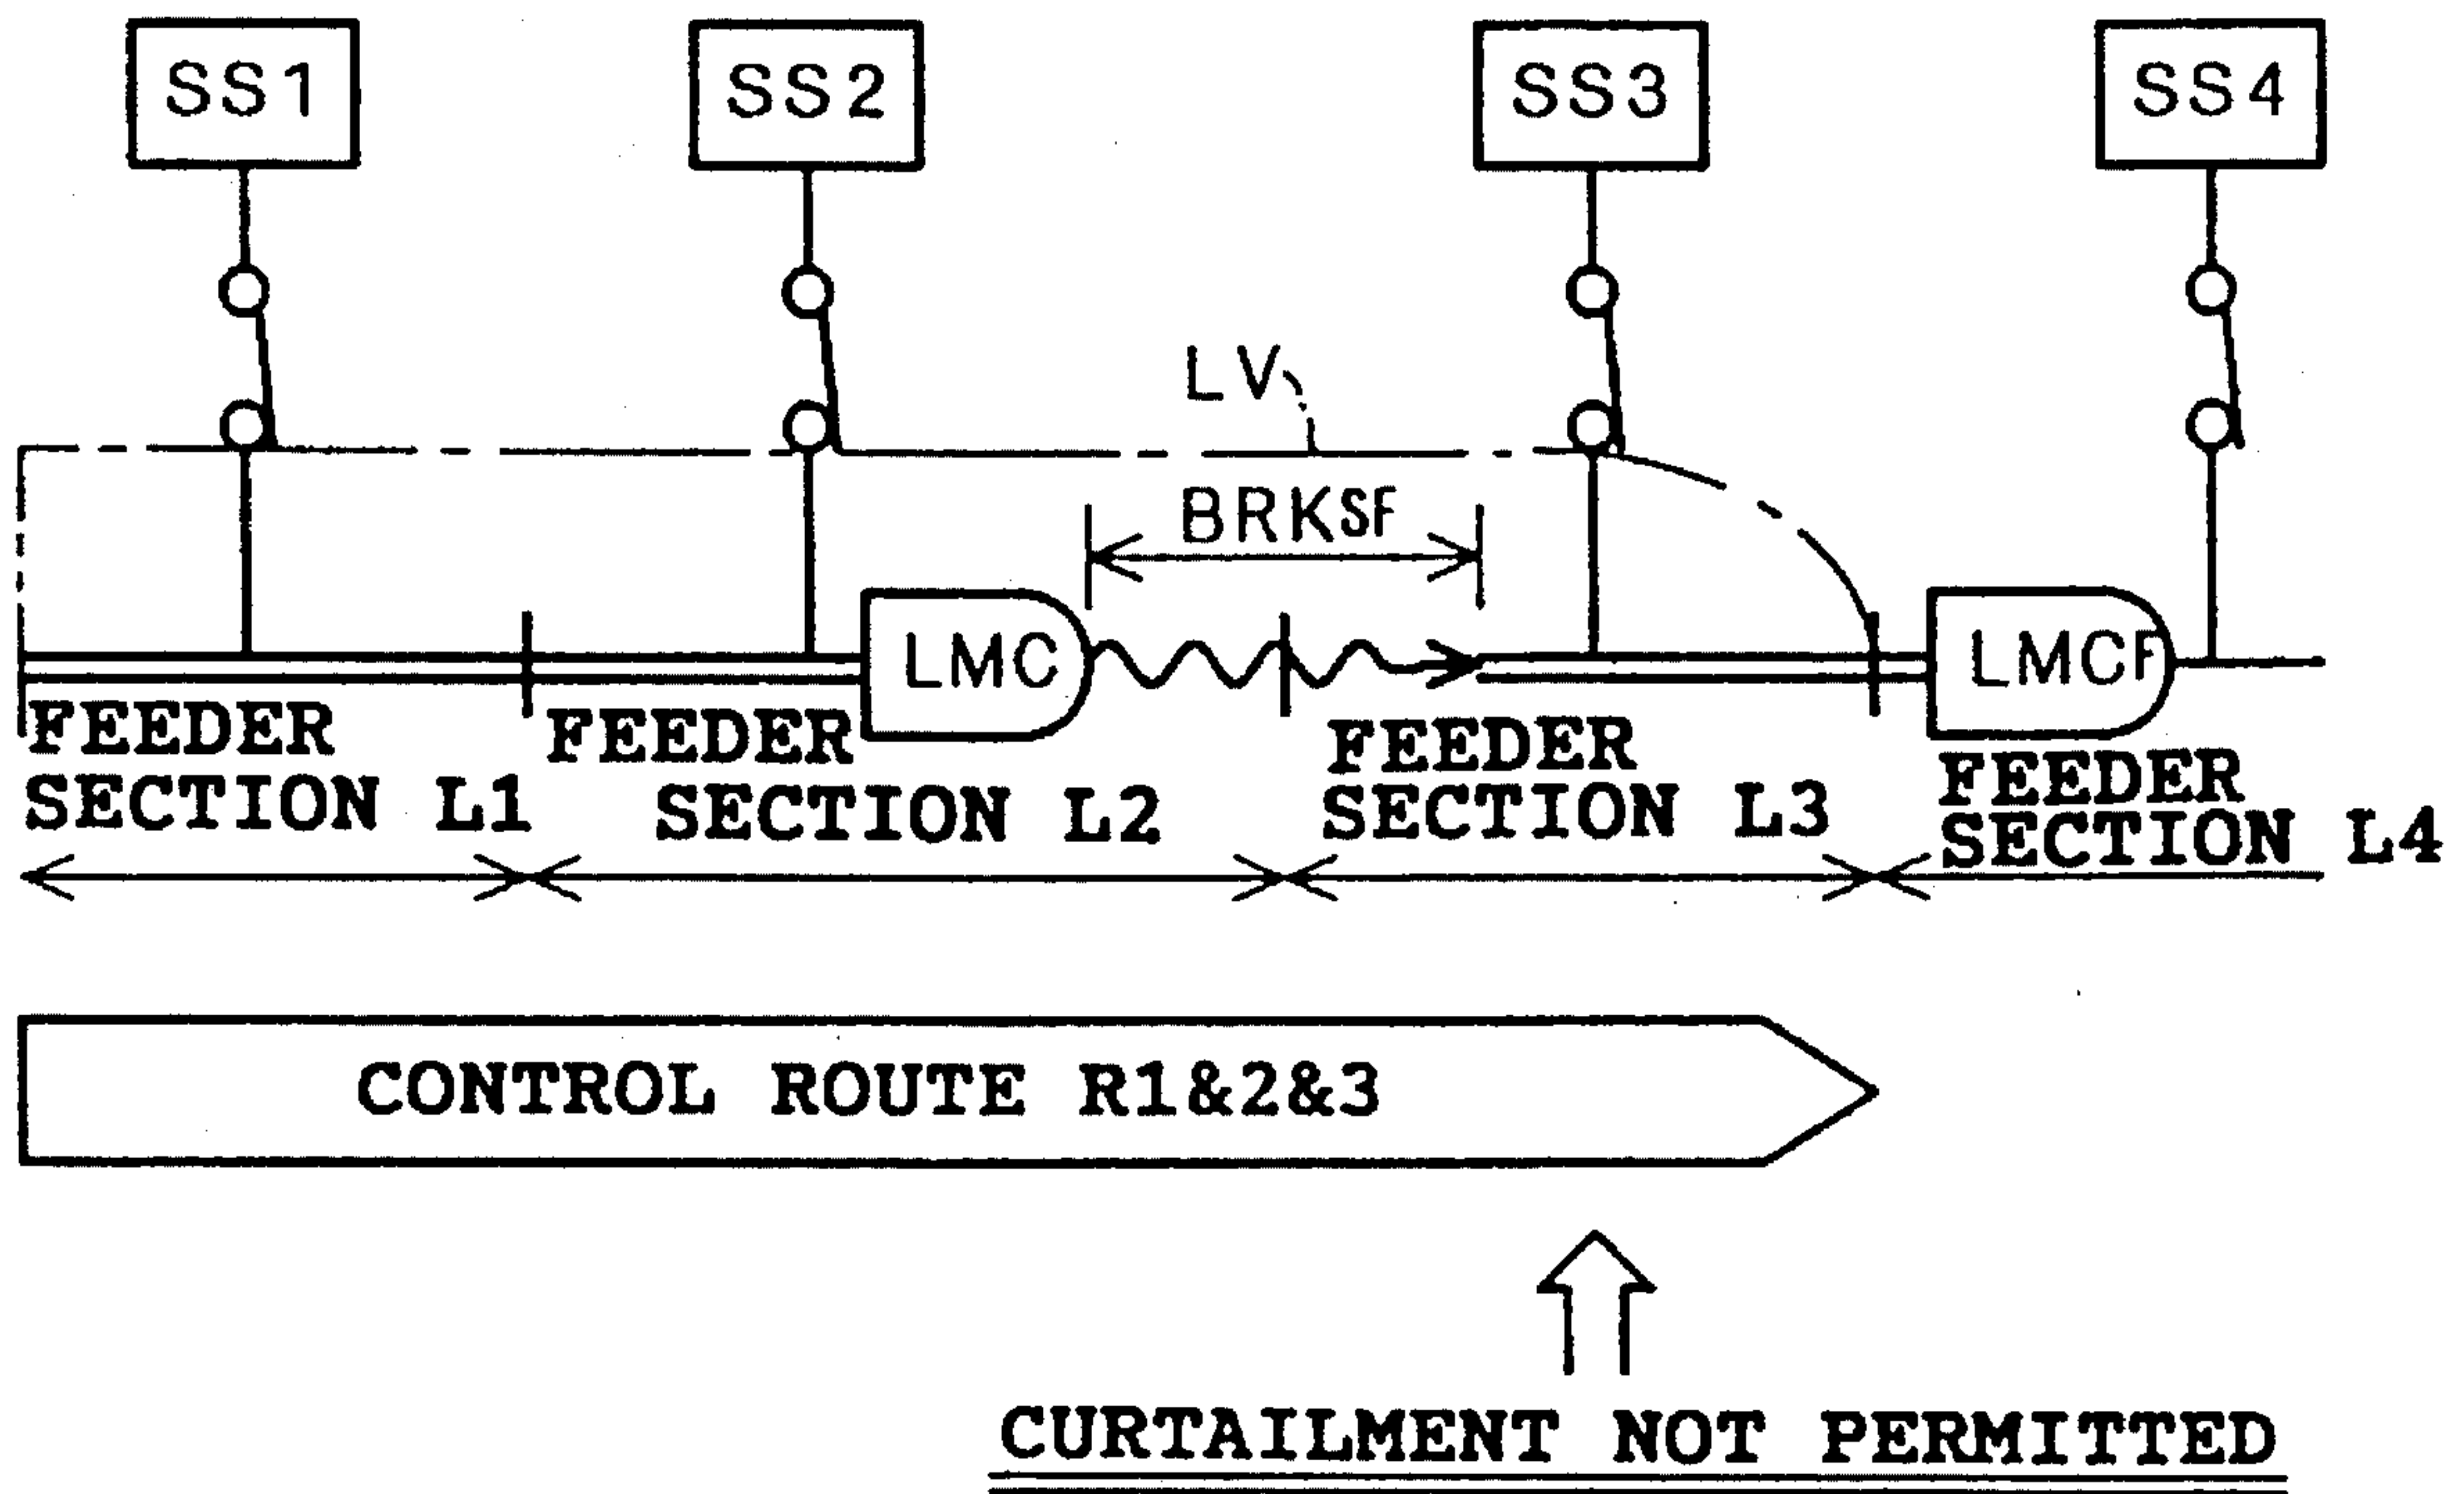 SS1 SS2 SS3 SS4
LV
BRKSF
LMC LMCF
FEEDER
SECTION L1
FEEDER
SECTION L2
FEEDER
SECTION L3
FEEDER
SECTION L4
CONTROL ROUTE R1&2&3
CURTAILMENT NOT PERMITTED